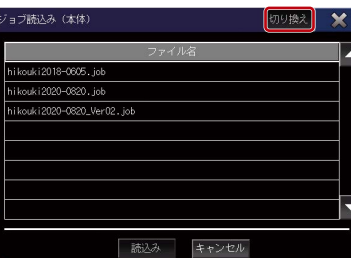 ジョブ読込み（本体）
切り換え
ファイル名
hikouki2018-0605.job
hikouki2020-0820.job
hikouki2020-0820_Ver02.job
読込み
キャンセル